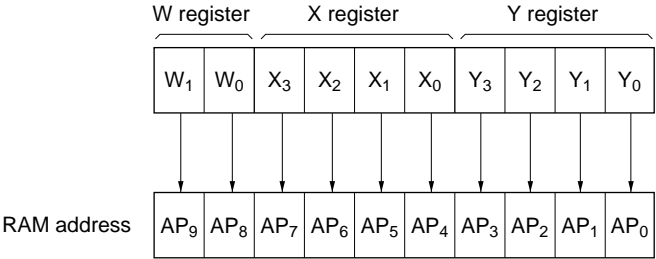 W register X register Y register
W1 W0 X3 X2 X1 X0 Y3 Y2 Y1 Y0
RAM address AP9 AP8 AP7 AP6 AP5 AP4 AP3 AP2 AP1 AP0